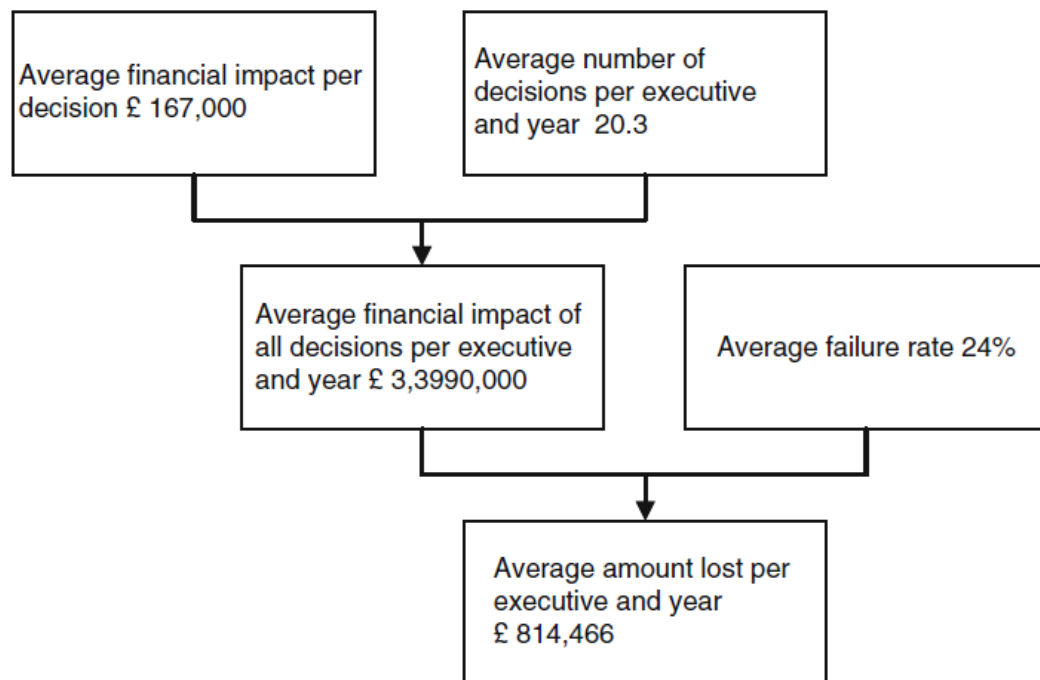 Average financial impact per
decision £ 167,000
Average number of
decisions per executive
and year 20.3
Average financial impact of
all decisions per executive
and year £ 3,3990,000
Average failure rate 24%
Average amount lost per
executive and year
£ 814,466